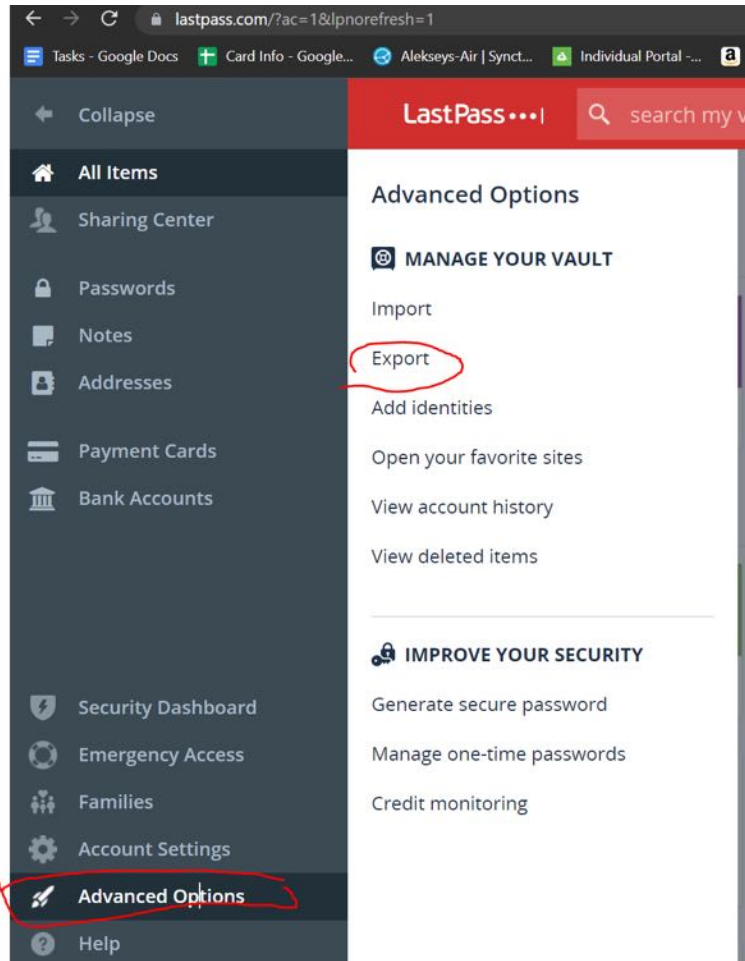 lastpass.com/?ac=1&lpnorefresh=1
Tasks - Google Docs Card Info - Google... Alekseys-Air | Synct... Individual Portal -... a
Collapse
All Items
Sharing Center
Passwords
Notes
Addresses
Payment Cards
Bank Accounts
Security Dashboard
Emergency Access
Families
Account Settings
Advanced Options
Help
LastPass search my
Advanced Options
MANAGE YOUR VAULT
Import
Export
Add identities
Open your favorite sites
View account history
View deleted items
IMPROVE YOUR SECURITY
Generate secure password
Manage one-time passwords
Credit monitoring